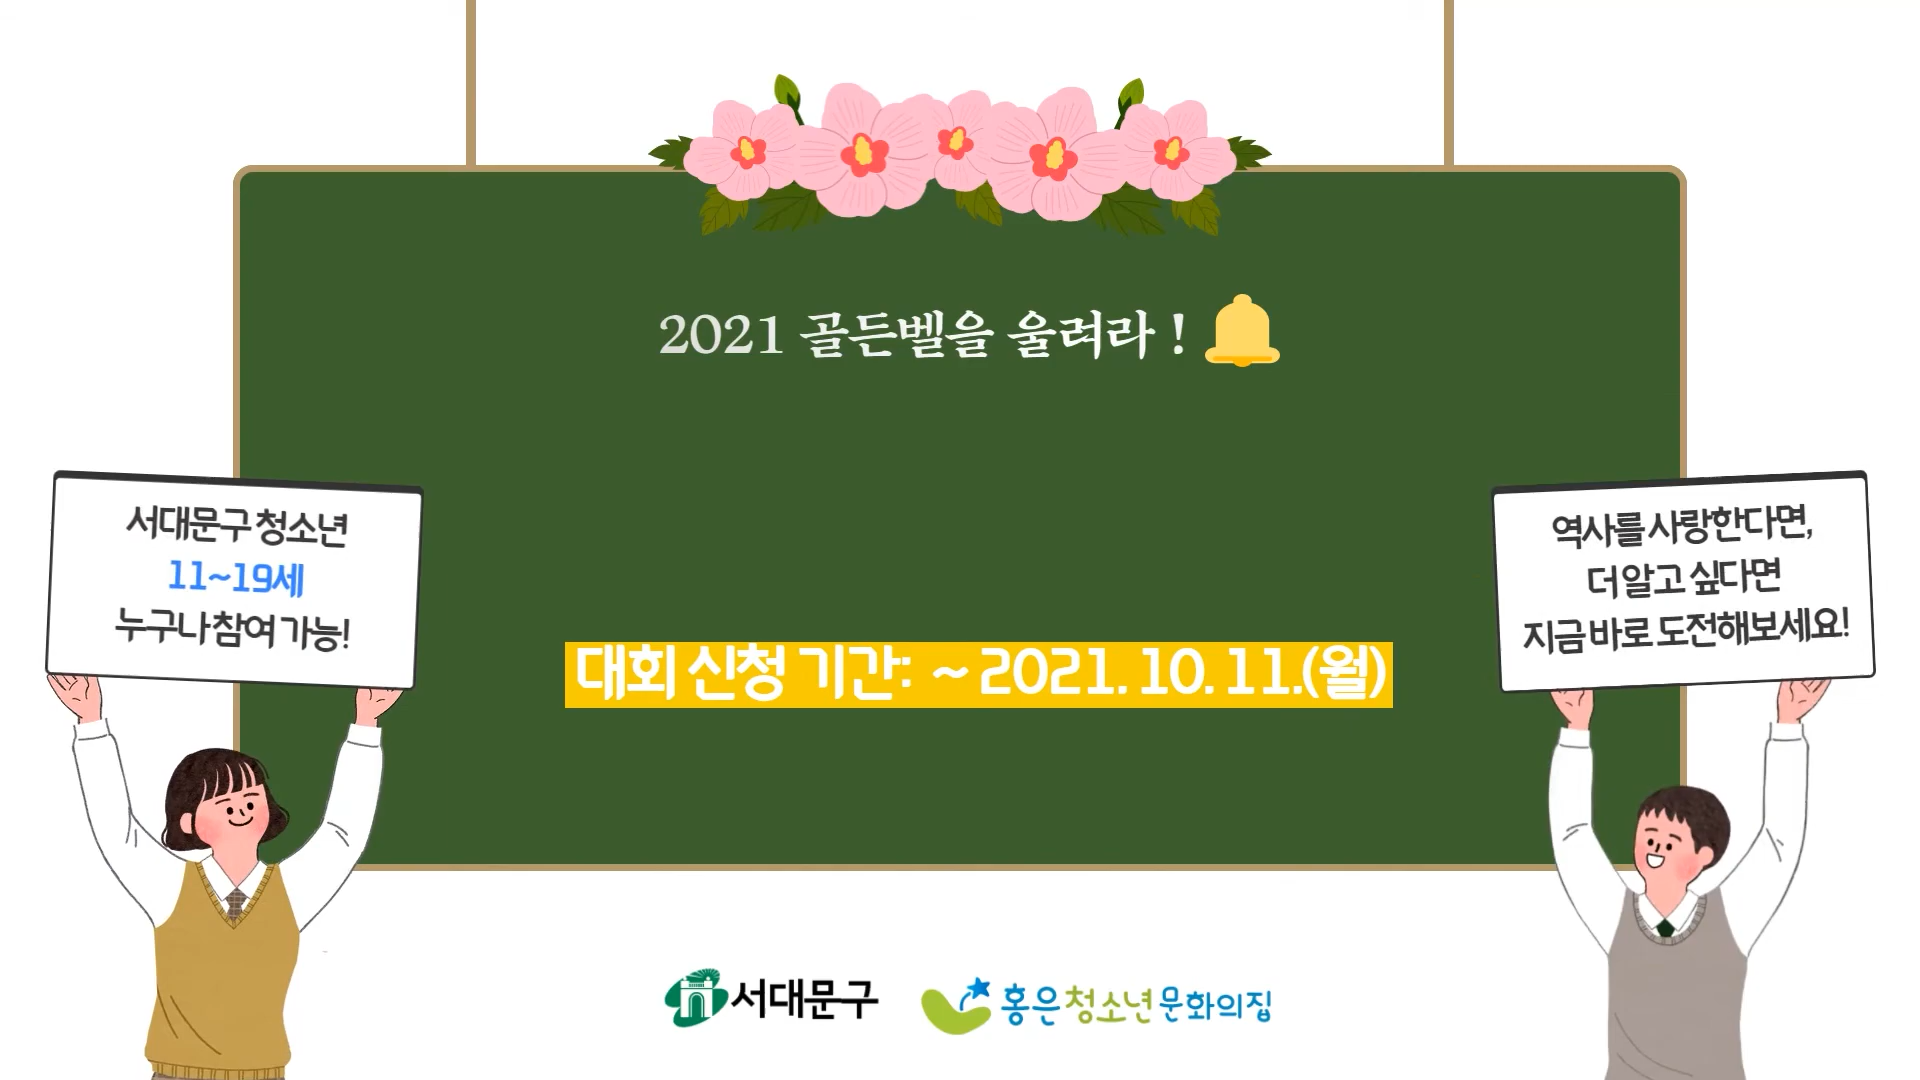 2021 골든벨을 울려라 !
서대문구 청소년
11~19세
누구나 참여 가능!
역사를 사랑한다면,
더 알고 싶다면
지금 바로 도전해보세요!
대회 신청 기간: ~ 2021. 10. 11.(월)
서대문구
홍은청소년문화의집